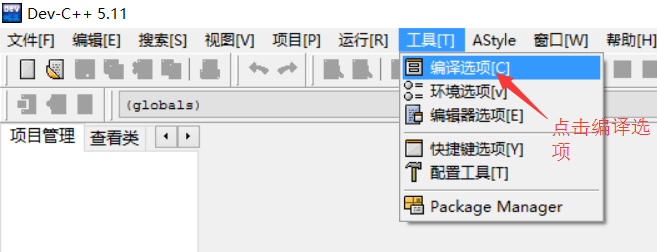 Dev-C++ 5.11
文件[F] 编辑[E] 搜索[S] 视图[V] 项目[P] 运行[R] 工具[T] AStyle 窗口[W] 帮助[H]
编译选项[C]
环境选项[v]
(globals)
编辑器选项[E]
点击编译选
项
项目管理 查看类
快捷键选项[Y]
配置工具[T]
Package Manager